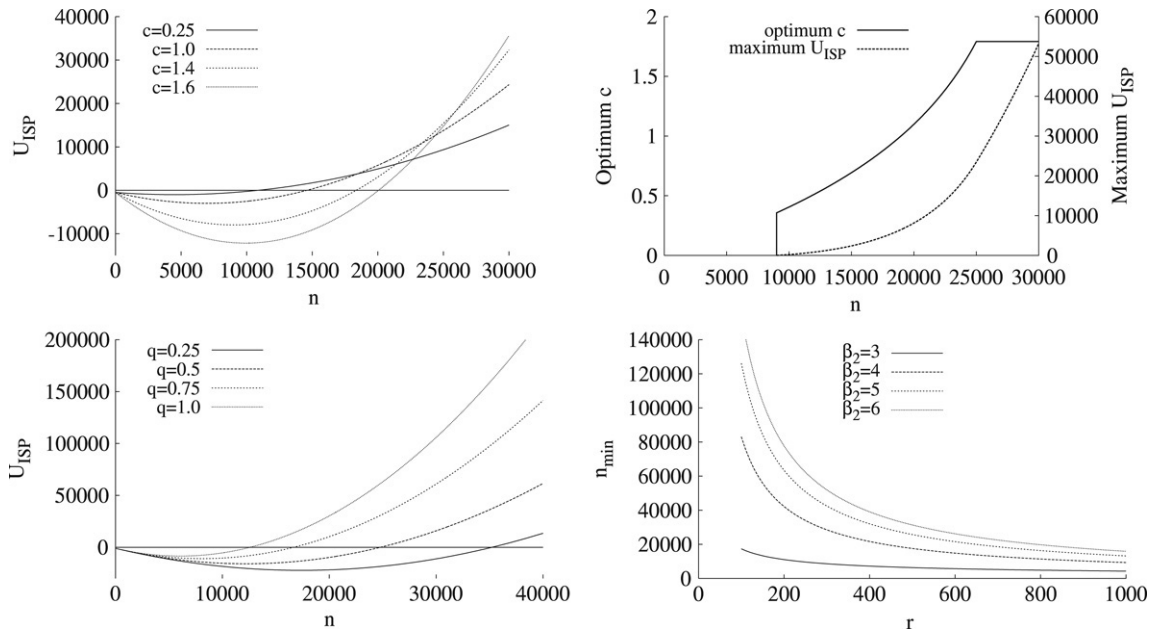 40000
30000
20000
10000
0
-10000
U_ISP
c=0.25
c=1.0
c=1.4
c=1.6
0 5000 10000 15000 20000 25000 30000
n
2
1.5
1
0.5
0
Optimum c
optimum c
maximum U_ISP
60000
50000
40000
30000
20000
10000
0
Maximum U_ISP
0 5000 10000 15000 20000 25000 30000
n
200000
150000
100000
50000
0
U_ISP
q=0.25
q=0.5
q=0.75
q=1.0
0 10000 20000 30000 40000
n
140000
120000
100000
80000
60000
40000
20000
0
n_min
β_2=3
β_2=4
β_2=5
β_2=6
0 200 400 600 800 1000
r